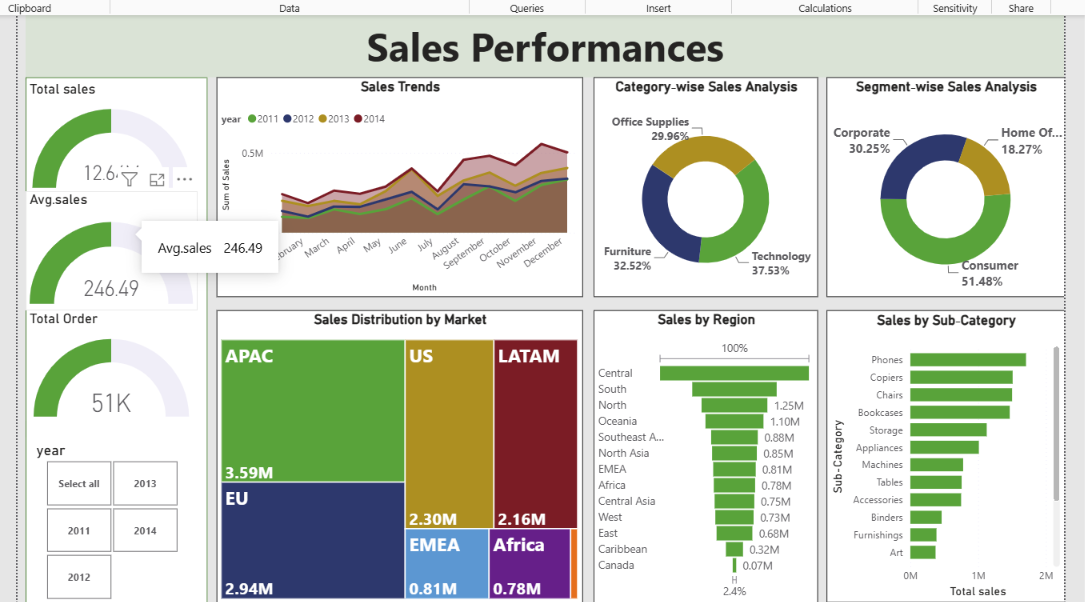 Clipboard Data Queries Insert Calculations Sensitivity Share
Sales Performances
Total sales
12.6
Avg.sales
246.49
Avg.sales 246.49
Total Order
51K
year
Select all 2013
2011 2014
2012
Sales Trends
year 2011 2012 2013 2014
0.5M
Sum of Sales
March April May June July August September October November December
Month
Category-wise Sales Analysis
Office Supplies
29.96%
Furniture
32.52%
Technology
37.53%
Segment-wise Sales Analysis
Corporate
30.25%
Home Of...
18.27%
Consumer
51.48%
Sales Distribution by Market
APAC
3.59M
EU
2.94M
US
2.30M
LATAM
2.16M
EMEA
0.81M
Africa
0.78M
Sales by Region
100%
Central
South
North 1.25M
Oceania 1.10M
Southeast A... 0.88M
North Asia 0.85M
EMEA 0.81M
Africa 0.78M
Central Asia 0.75M
West 0.73M
East 0.68M
Caribbean 0.32M
Canada 0.07M
2.4%
Sales by Sub-Category
Sub-Category
Phones
Copiers
Chairs
Bookcases
Storage
Appliances
Machines
Tables
Accessories
Binders
Furnishings
Art
0M 1M 2M
Total sales